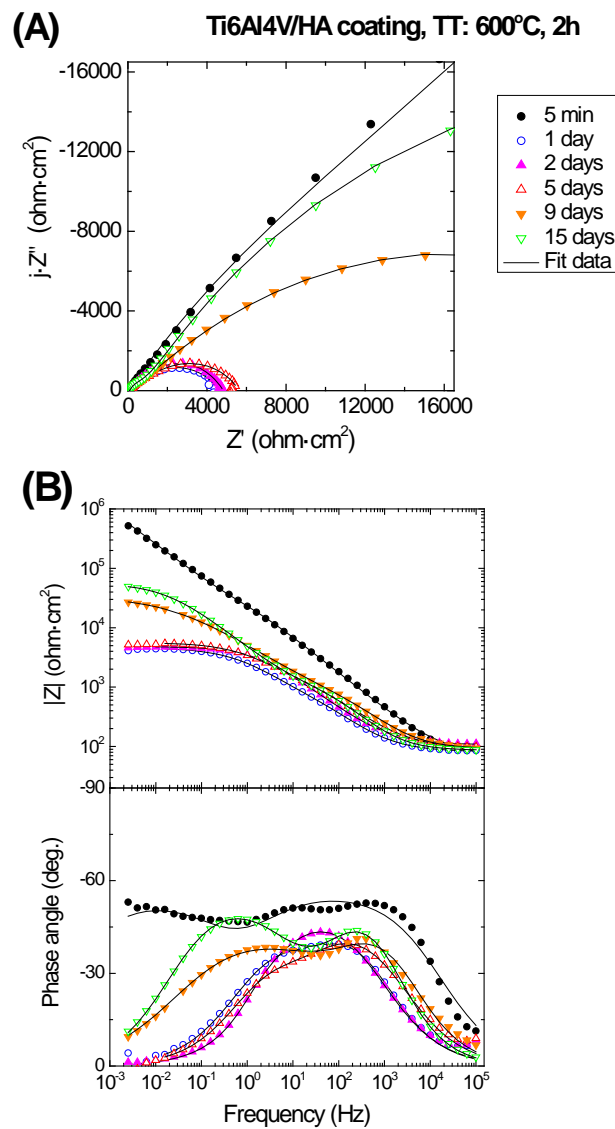 (A)
Ti6Al4V/HA coating, TT: 600°C, 2h
-16000
-12000
-8000
-4000
0
j·Z'' (ohm·cm²)
0 4000 8000 12000 16000
Z' (ohm·cm²)
5 min
1 day
2 days
5 days
9 days
15 days
Fit data
(B)
10⁶
10⁵
10⁴
10³
10²
|Z| (ohm·cm²)
-90
-60
-30
0
Phase angle (deg.)
10⁻³ 10⁻² 10⁻¹ 10⁰ 10¹ 10² 10³ 10⁴ 10⁵
Frequency (Hz)